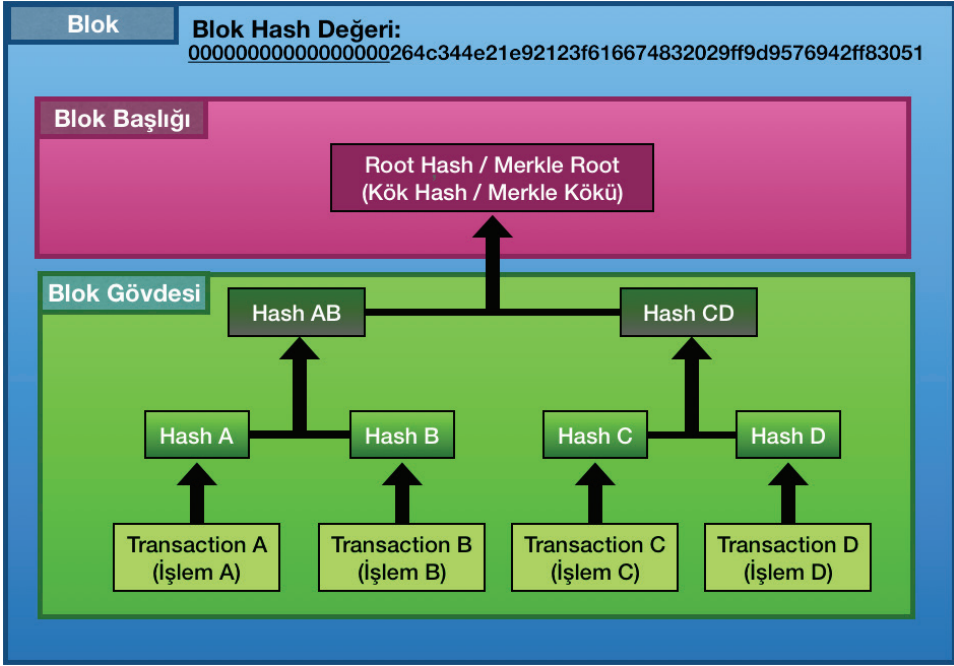 Blok
Blok Hash Değeri:
00000000000000000264c344e21e92123f616674832029ff9d9576942ff83051
Blok Başlığı
Root Hash / Merkle Root
(Kök Hash / Merkle Kökü)
Blok Gövdesi
Hash AB
Hash CD
Hash A
Hash B
Hash C
Hash D
Transaction A
(İşlem A)
Transaction B
(İşlem B)
Transaction C
(İşlem C)
Transaction D
(İşlem D)